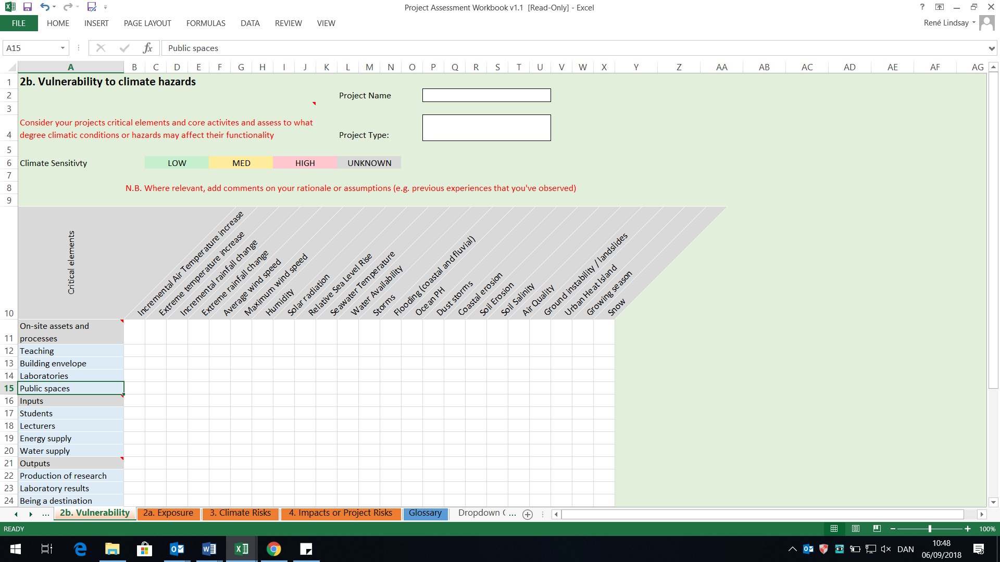 Project Assessment Workbook v1.1 [Read-Only] - Excel
?
FILE HOME INSERT PAGE LAYOUT FORMULAS DATA REVIEW VIEW
René Lindsay
A15
fx
Public spaces
A B C D E F G H I J K L M N O P Q R S T U V W X Y Z AA AB AC AD AE AF AG
1 2b. Vulnerability to climate hazards
2 Project Name
3
Consider your projects critical elements and core activites and assess to what
4 degree climatic conditions or hazards may affect their functionality
Project Type:
5
6 Climate Sensitivty LOW MED HIGH UNKNOWN
7
8 N.B. Where relevant, add comments on your rationale or assumptions (e.g. previous experiences that you've observed)
9
10
Critical elements
Incremental Air Temperature increase
Extreme temperature increase
Incremental rainfall change
Extreme rainfall change
Average wind speed
Maximum wind speed
Humidity
Solar radiation
Relative Sea Level Rise
Seawater Temperature
Water Availability
Storms
Flooding (coastal and fluvial)
Ocean PH
Dust storms
Coastal erosion
Soil Erosion
Soil Salinity
Air Quality
Ground instability / landslides
Urban Heat Island
Growing season
Snow
On-site assets and
11 processes
12 Teaching
13 Building envelope
14 Laboratories
15 Public spaces
16 Inputs
17 Students
18 Lecturers
19 Energy supply
20 Water supply
21 Outputs
22 Production of research
23 Laboratory results
24 Being a destination
... 2b. Vulnerability 2a. Exposure 3. Climate Risks 4. Impacts or Project Risks Glossary Dropdown ...
READY
100%
DAN
10:48
06/09/2018